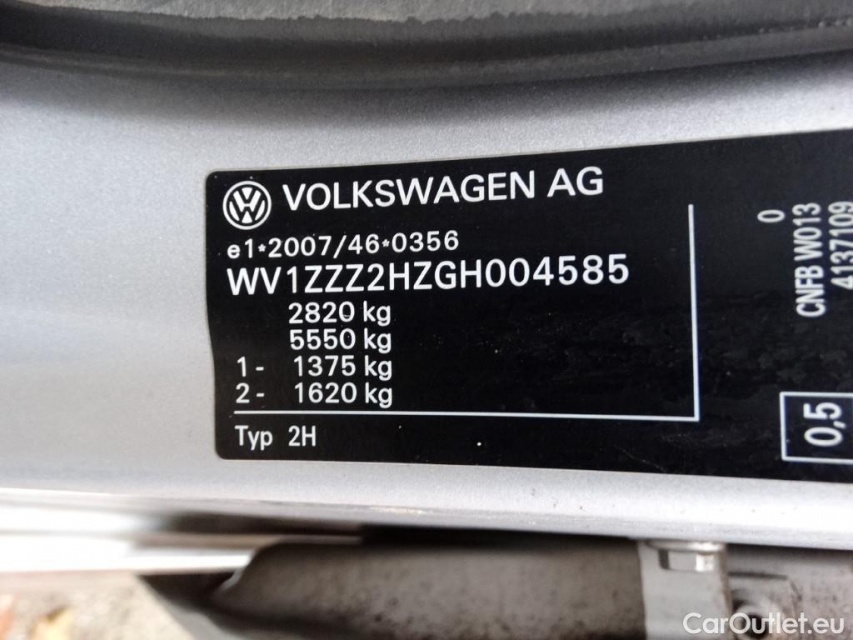 VOLKSWAGEN AG
e1*2007/46*0356
WV1ZZZ2HZGH004585
2820 kg
5550 kg
1- 1375 kg
2- 1620 kg
Typ 2H
0
CNFB W013
4137109
0,5
CarOutlet.eu